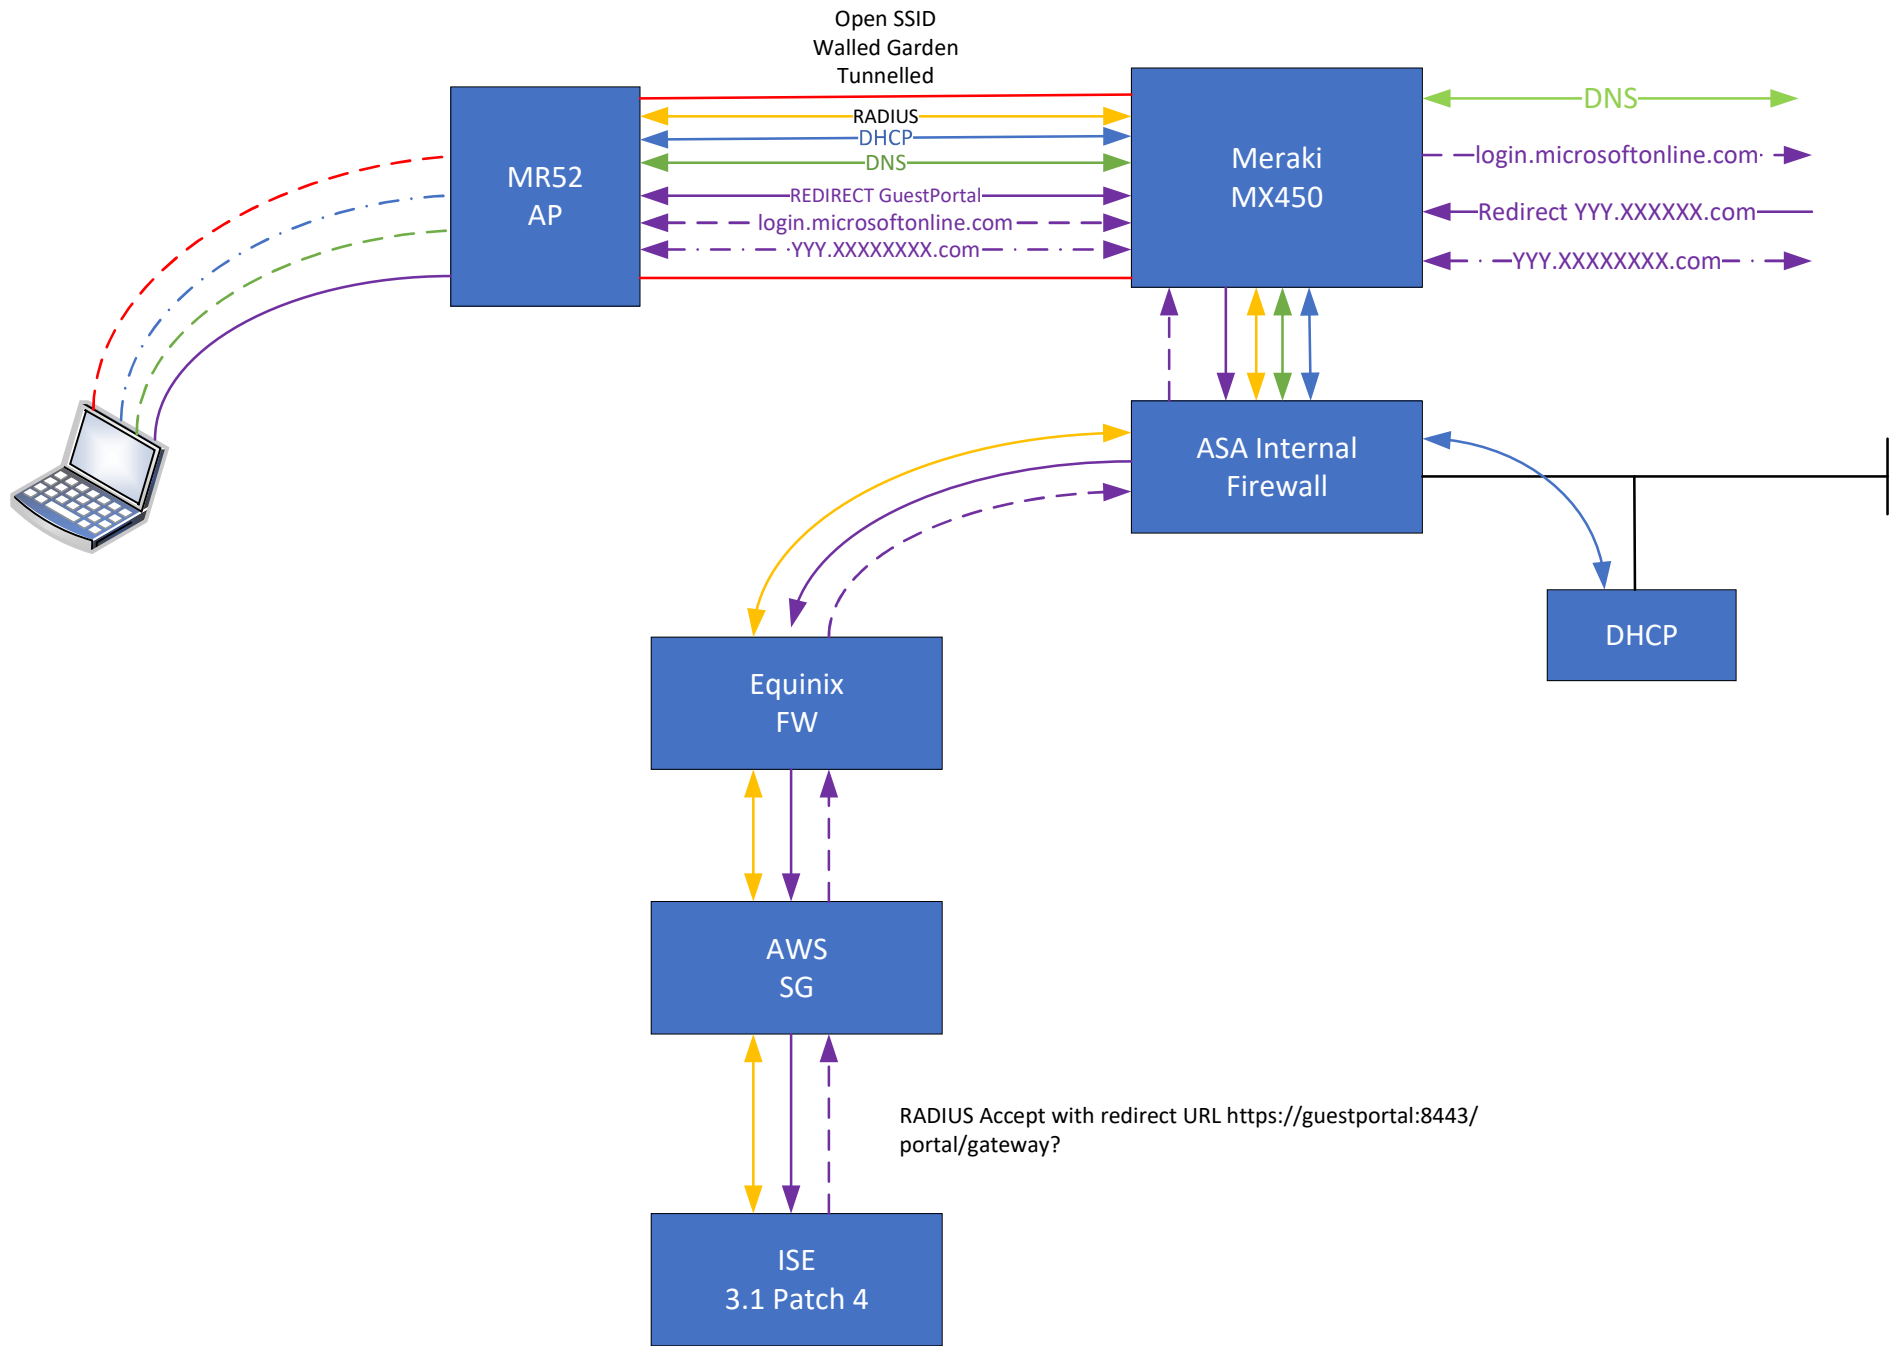 Open SSID
Walled Garden
Tunnelled
MR52
AP
RADIUS
DHCP
DNS
REDIRECT GuestPortal
login.microsoftonline.com
YYY.XXXXXXXX.com
Meraki
MX450
DNS
login.microsoftonline.com
Redirect YYY.XXXXXX.com
YYY.XXXXXXXX.com
ASA Internal
Firewall
DHCP
Equinix
FW
AWS
SG
RADIUS Accept with redirect URL https://guestportal:8443/
portal/gateway?
ISE
3.1 Patch 4